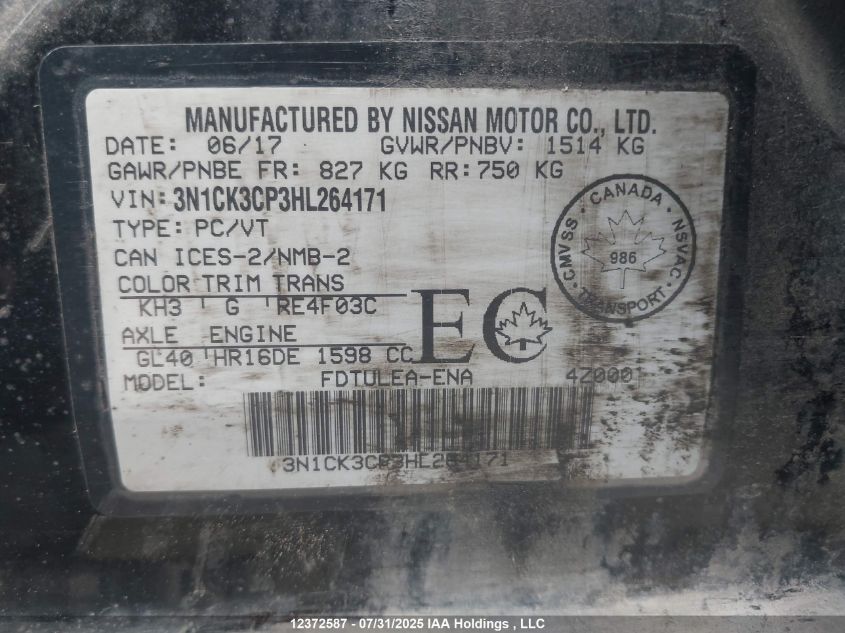 MANUFACTURED BY NISSAN MOTOR CO., LTD.
DATE: 06/17 GVWR/PNBV: 1514 KG
GAWR/PNBE FR: 827 KG RR: 750 KG
VIN: 3N1CK3CP3HL264171
TYPE: PC/VT
CAN ICES-2/NMB-2
COLOR TRIM TRANS
KH3 G RE4F03C
AXLE ENGINE
GL40 HR16DE 1598 CC
MODEL: FDTULEA-ENA 4Z0001
EC
CANADA
CMVSS NSVAC
986
TRANSPORT
3N1CK3CP3HL264171
12372587 - 07/31/2025 IAA Holdings , LLC